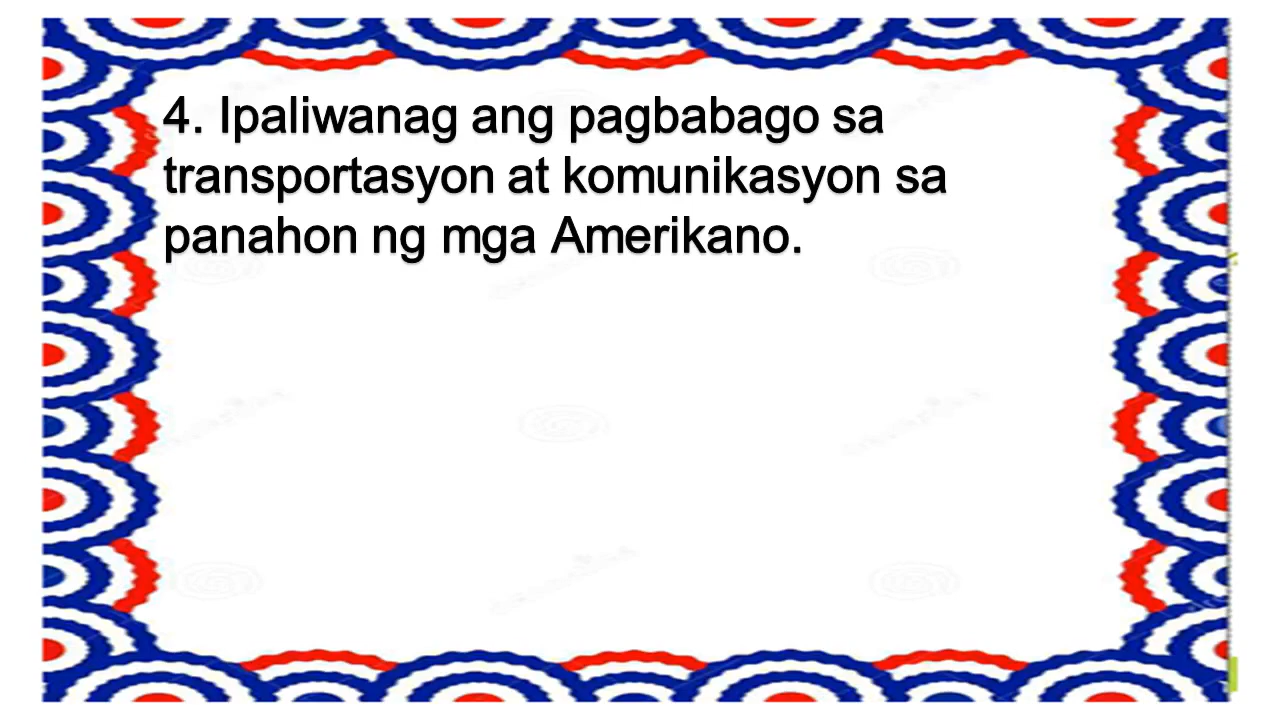 4. Ipaliwanag ang pagbabago sa
transportasyon at komunikasyon sa
panahon ng mga Amerikano.